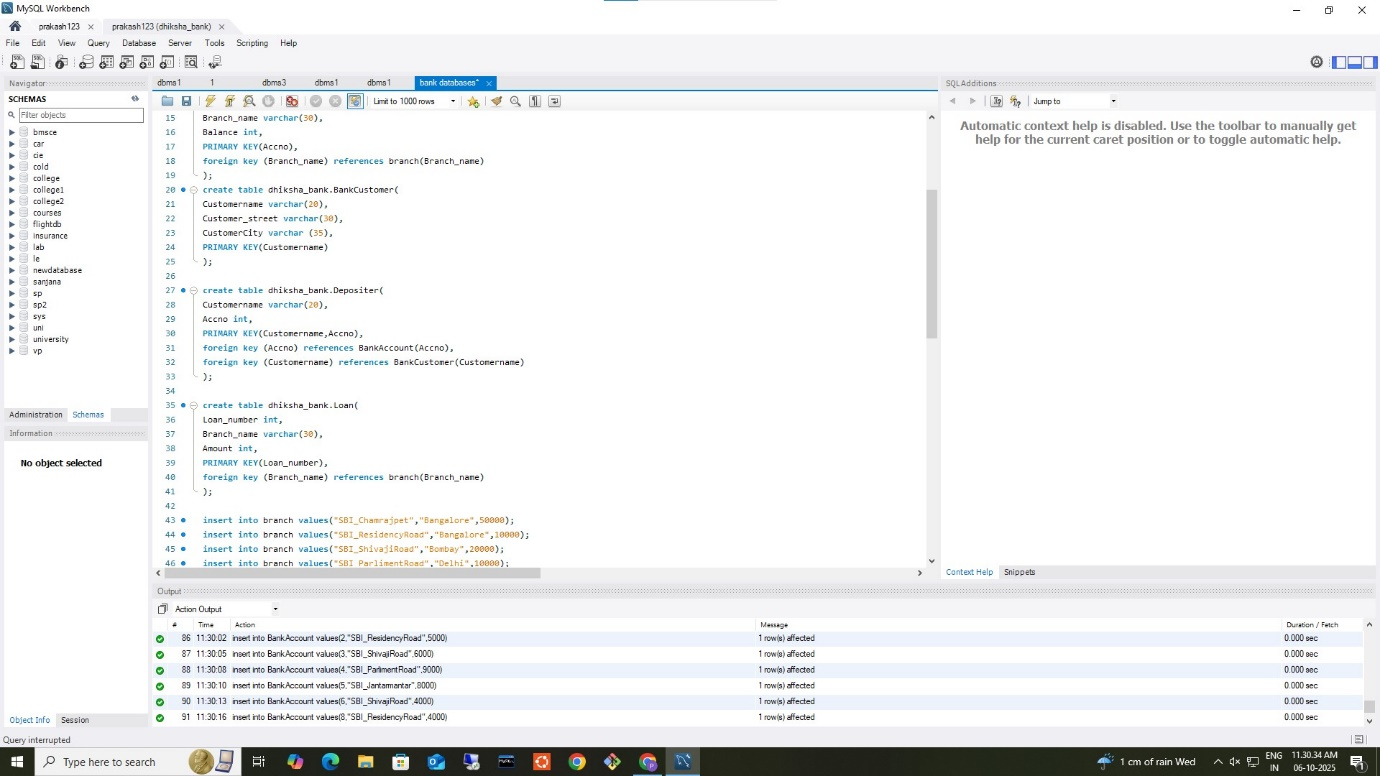 MySQL Workbench
prakash123 × prakash123 (dhiksha_bank) ×
File Edit View Query Database Server Tools Scripting Help
Navigator
SCHEMAS
Filter objects
bmsce
car
cie
cold
college
college1
college2
courses
flightdb
insurance
lab
le
newdatabase
sanjana
sp
sp2
sys
uni
university
vp
Administration Schemas
Information
No object selected
Object Info Session
Query interrupted
dbms1 1 dbms3 dbms1 dbms1 bank databases* ×
Limit to 1000 rows
15 Branch_name varchar(30),
16 Balance int,
17 PRIMARY KEY(Accno),
18 foreign key (Branch_name) references branch(Branch_name)
19 );
20 create table dhiksha_bank.BankCustomer(
21 Customername varchar(20),
22 Customer_street varchar(30),
23 CustomerCity varchar (35),
24 PRIMARY KEY(Customername)
25 );
26
27 create table dhiksha_bank.Depositer(
28 Customername varchar(20),
29 Accno int,
30 PRIMARY KEY(Customername,Accno),
31 foreign key (Accno) references BankAccount(Accno),
32 foreign key (Customername) references BankCustomer(Customername)
33 );
34
35 create table dhiksha_bank.Loan(
36 Loan_number int,
37 Branch_name varchar(30),
38 Amount int,
39 PRIMARY KEY(Loan_number),
40 foreign key (Branch_name) references branch(Branch_name)
41 );
42
43 insert into branch values("SBI_Chamrajpet","Bangalore",50000);
44 insert into branch values("SBI_ResidencyRoad","Bangalore",10000);
45 insert into branch values("SBI_ShivajiRoad","Bombay",20000);
46 insert into branch values("SBI_ParlimentRoad","Delhi",10000);
SQLAdditions
Jump to
Automatic context help is disabled. Use the toolbar to manually get
help for the current caret position or to toggle automatic help.
Context Help Snippets
Output
Action Output
# Time Action Message Duration / Fetch
86 11:30:02 insert into BankAccount values(2,"SBI_ResidencyRoad",5000) 1 row(s) affected 0.000 sec
87 11:30:05 insert into BankAccount values(3,"SBI_ShivajiRoad",6000) 1 row(s) affected 0.000 sec
88 11:30:08 insert into BankAccount values(4,"SBI_ParlimentRoad",9000) 1 row(s) affected 0.000 sec
89 11:30:10 insert into BankAccount values(5,"SBI_Jantarmantar",8000) 1 row(s) affected 0.000 sec
90 11:30:13 insert into BankAccount values(6,"SBI_ShivajiRoad",4000) 1 row(s) affected 0.000 sec
91 11:30:16 insert into BankAccount values(8,"SBI_ResidencyRoad",4000) 1 row(s) affected 0.000 sec
Type here to search
1 cm of rain Wed
ENG
IN
11.30.34 AM
06-10-2025